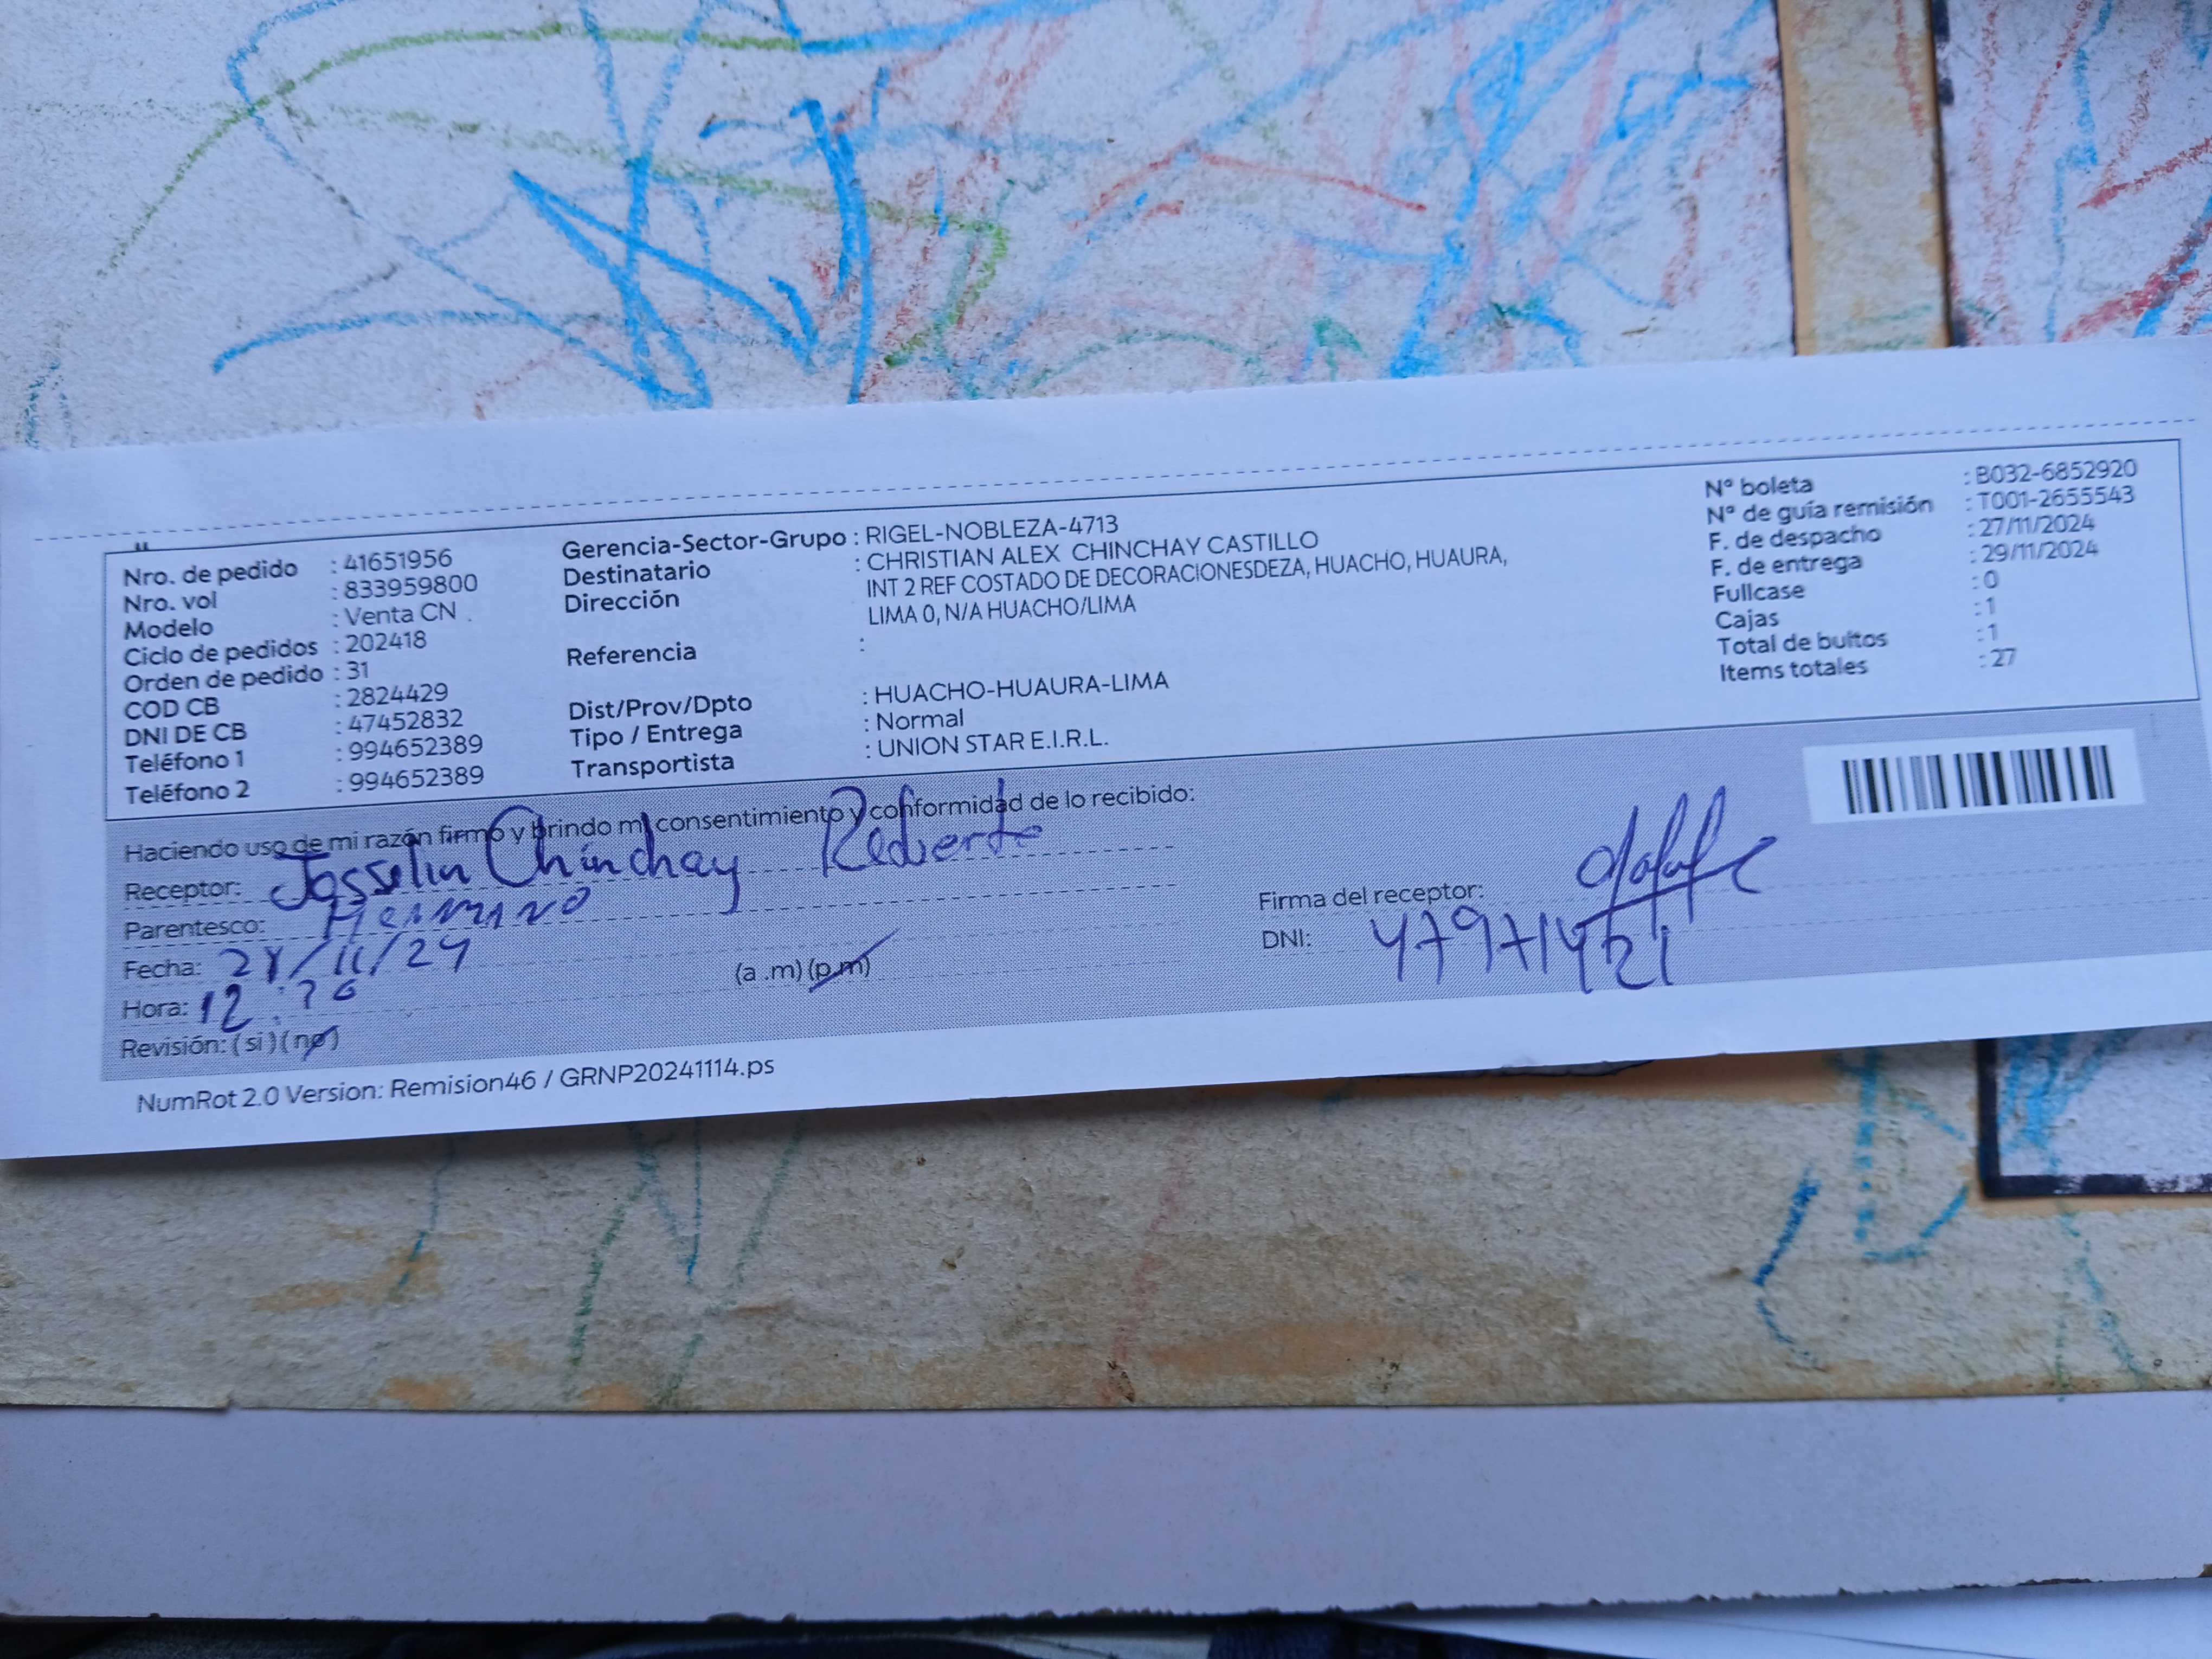 Nro. de pedido : 41651956
Nro. vol : 833959800
Modelo : Venta CN
Ciclo de pedidos : 202418
Orden de pedido : 31
COD CB : 2824429
DNI DE CB : 47452832
Teléfono 1 : 994652389
Teléfono 2 : 994652389
Gerencia-Sector-Grupo : RIGEL-NOBLEZA-4713
Destinatario : CHRISTIAN ALEX CHINCHAY CASTILLO
Dirección INT 2 REF COSTADO DE DECORACIONESDEZA, HUACHO, HUAURA,
LIMA 0, N/A HUACHO/LIMA
Referencia :
Dist/Prov/Dpto : HUACHO-HUAURA-LIMA
Tipo / Entrega : Normal
Transportista : UNION STAR E.I.R.L.
Nº boleta : B032-6852920
Nº de guía remisión : T001-2655543
F. de despacho : 27/11/2024
F. de entrega : 29/11/2024
Fullcase : 0
Cajas : 1
Total de bultos : 1
Items totales : 27
Haciendo uso de mi razón firmo y brindo mi consentimiento y conformidad de lo recibido:
Receptor: Josselin Chinchay
Parentesco: HERMANO
Fecha: 28/11/24
Hora: 12: (a .m) (p.m)
Revisión: ( si ) ( no )
Firma del receptor:
DNI: 47971421
NumRot 2.0 Version: Remision46 / GRNP20241114.ps